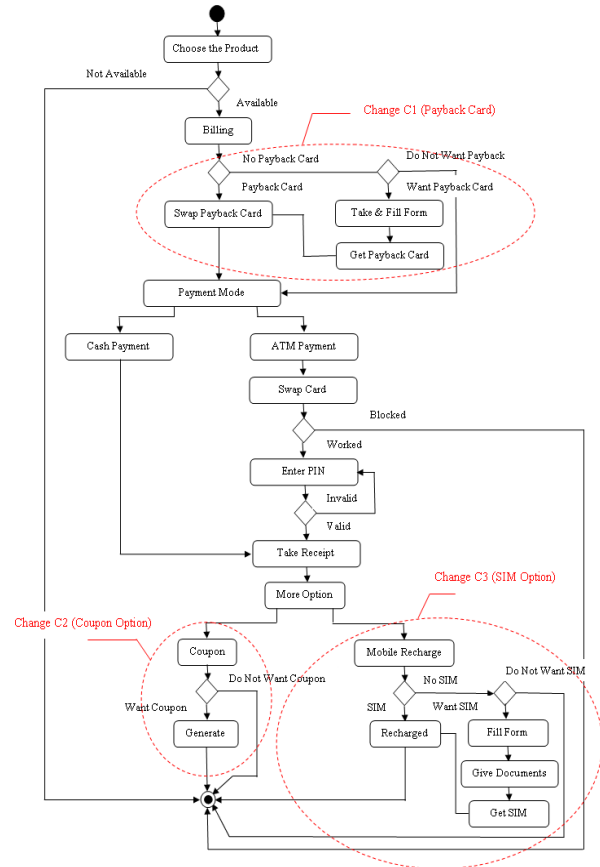 Choose the Product
Not Available
Available
Change C1 (Payback Card)
Billing
No Payback Card
Do Not Want Payback
Payback Card
Want Payback Card
Swap Payback Card
Take & Fill Form
Get Payback Card
Payment Mode
Cash Payment
ATM Payment
Swap Card
Blocked
Worked
Enter PIN
Invalid
Valid
Take Receipt
Change C3 (SIM Option)
More Option
Change C2 (Coupon Option)
Coupon
Mobile Recharge
Do Not Want Coupon
No SIM
Do Not Want SIM
Want Coupon
SIM
Want SIM
Generate
Recharged
Fill Form
Give Documents
Get SIM